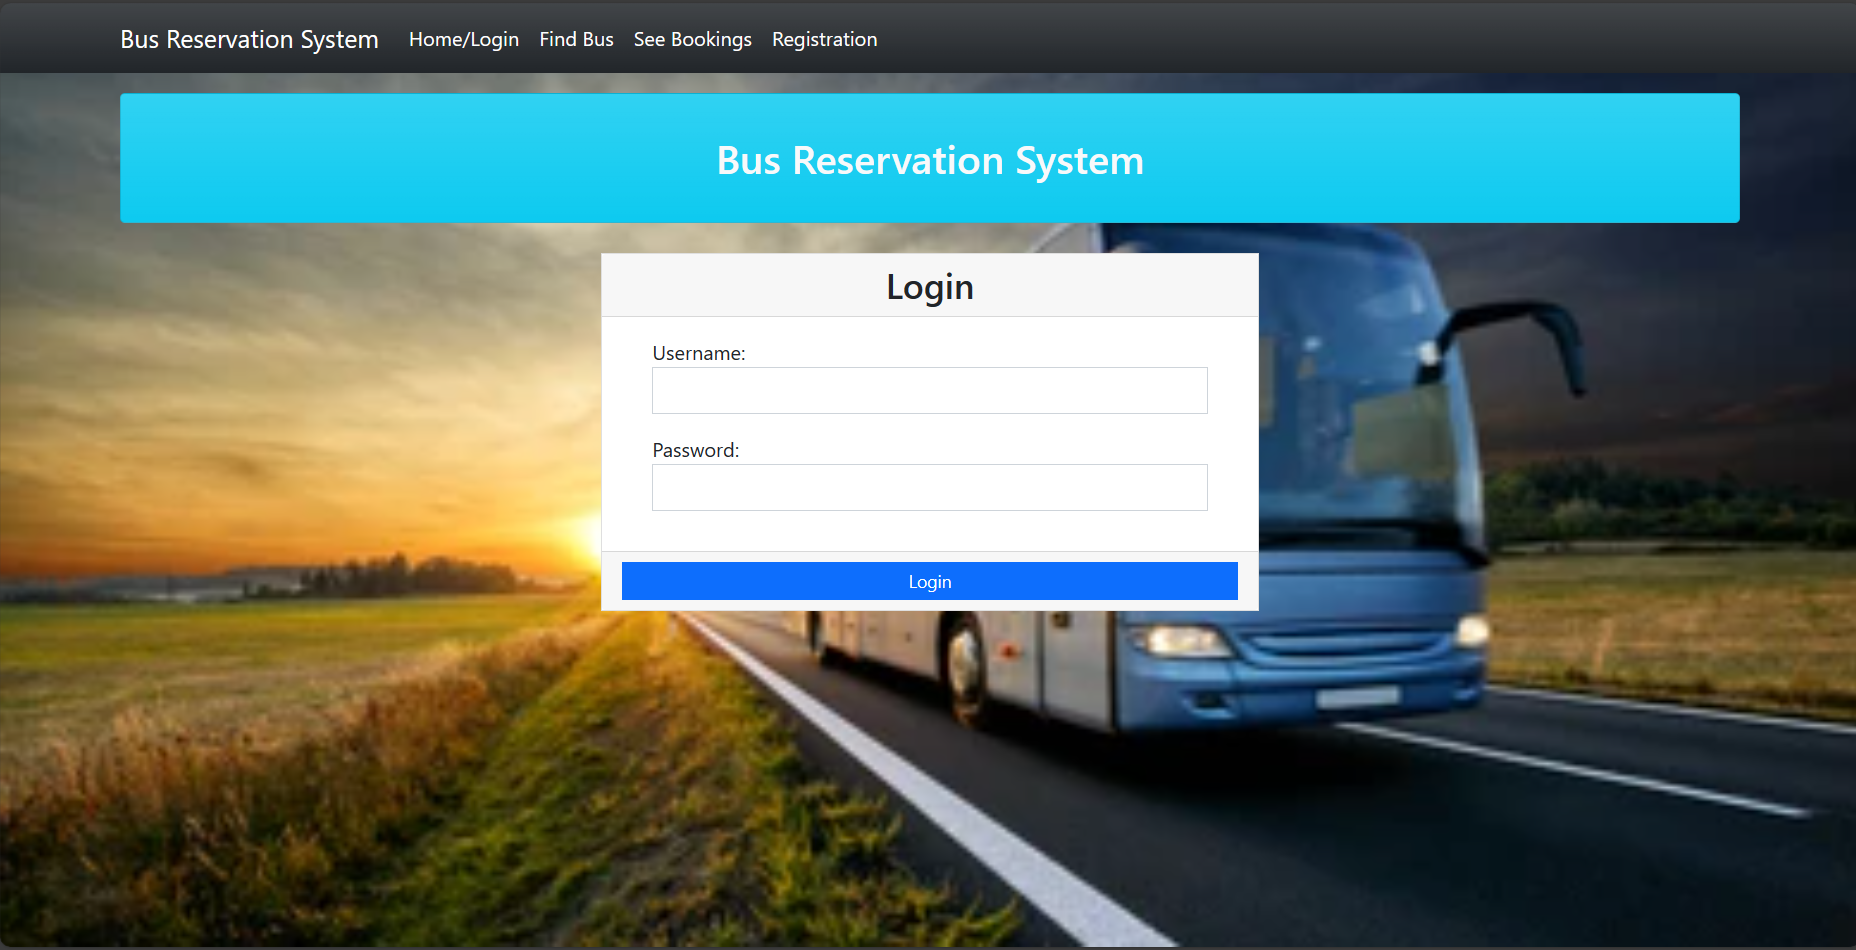 Bus Reservation System Home/Login Find Bus See Bookings Registration
Bus Reservation System
Login
Username:
Password:
Login